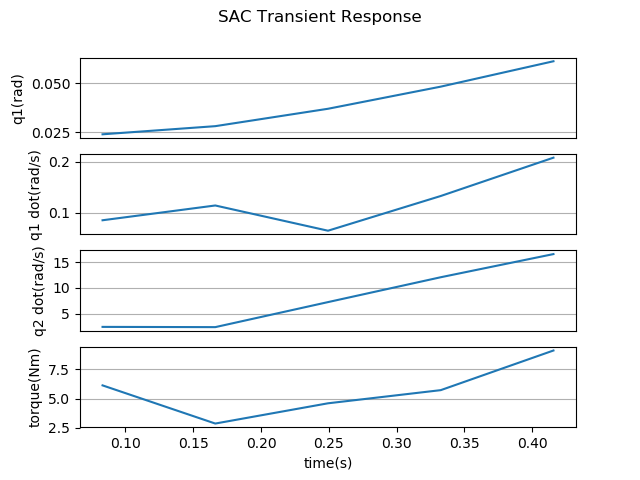 SAC Transient Response
q1(rad)
0.050
0.025
q1 dot(rad/s)
0.2
0.1
q2 dot(rad/s)
15
10
5
torque(Nm)
7.5
5.0
2.5
0.10 0.15 0.20 0.25 0.30 0.35 0.40
time(s)